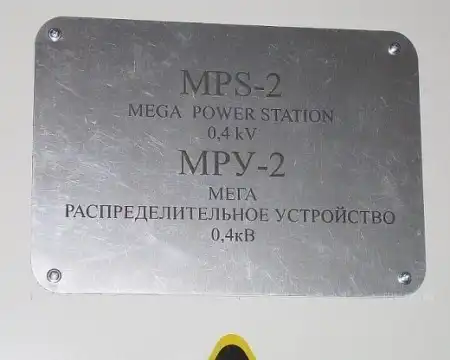 MPS-2
MEGA POWER STATION
0,4 kV
МРУ-2
МЕГА
РАСПРЕДЕЛИТЕЛЬНОЕ УСТРОЙСТВО
0,4кВ